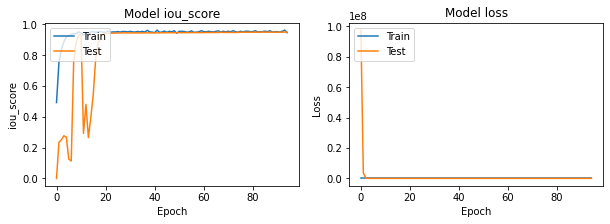 Model iou_score
1.0
0.8
0.6
0.4
0.2
0.0
iou_score
Train
Test
0 20 40 60 80
Epoch
Model loss
1e8
1.0
0.8
0.6
0.4
0.2
0.0
Loss
Train
Test
0 20 40 60 80
Epoch